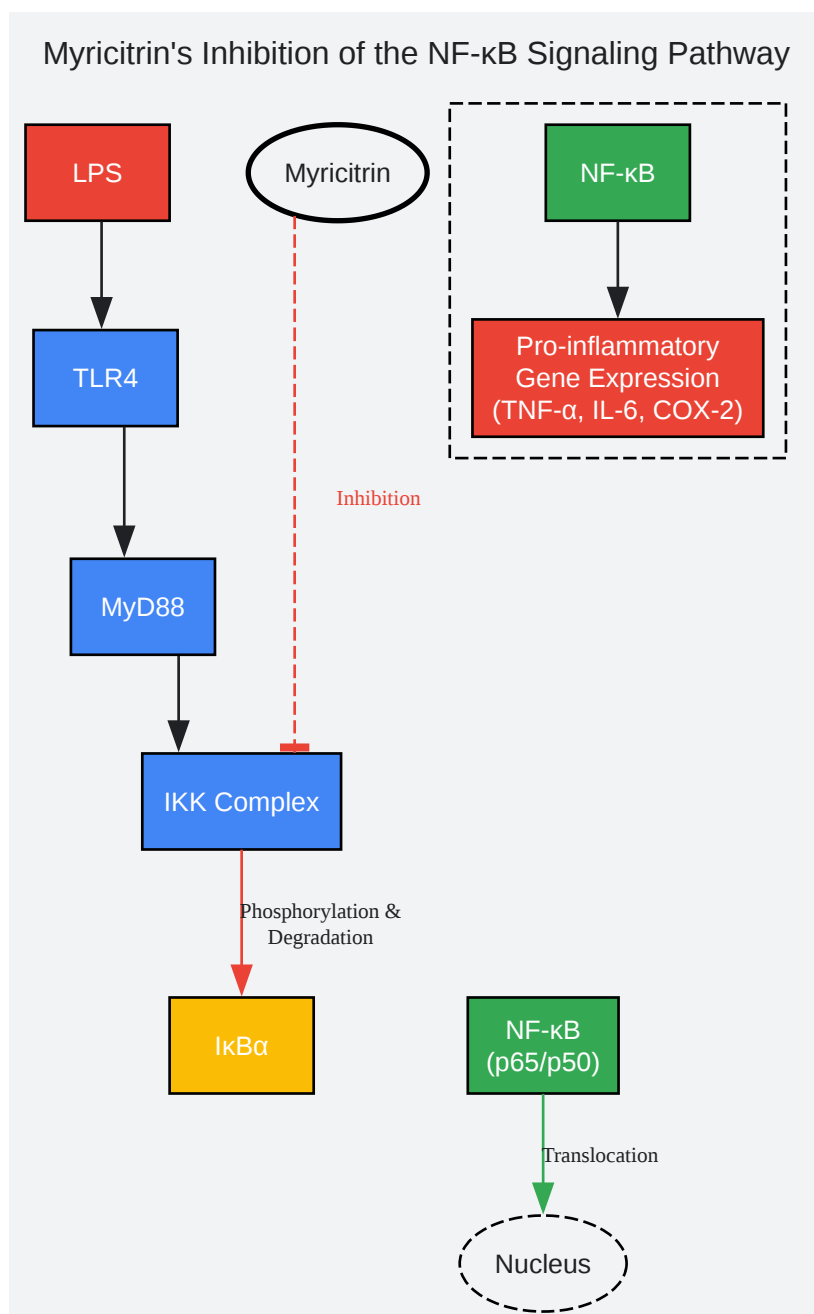 Myricitrin's Inhibition of the NF-κB Signaling Pathway
LPS
Myricitrin
NF-κB
TLR4
Pro-inflammatory
Gene Expression
(TNF-α, IL-6, COX-2)
Inhibition
MyD88
IKK Complex
Phosphorylation &
Degradation
IκBα
NF-κB
(p65/p50)
Translocation
Nucleus